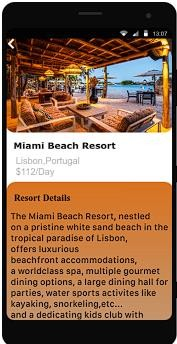 13:07
Miami Beach Resort
Lisbon,Portugal
$112/Day
Resort Details
The Miami Beach Resort, nestled
on a pristine white sand beach in the
tropical paradise of Lisbon,
offers luxurious
beachfront accommodations,
a worldclass spa, multiple gourmet
dining options, a large dining hall for
parties, water sports activites like
kayaking, snorkeling,etc...
and a dedicating kids club with